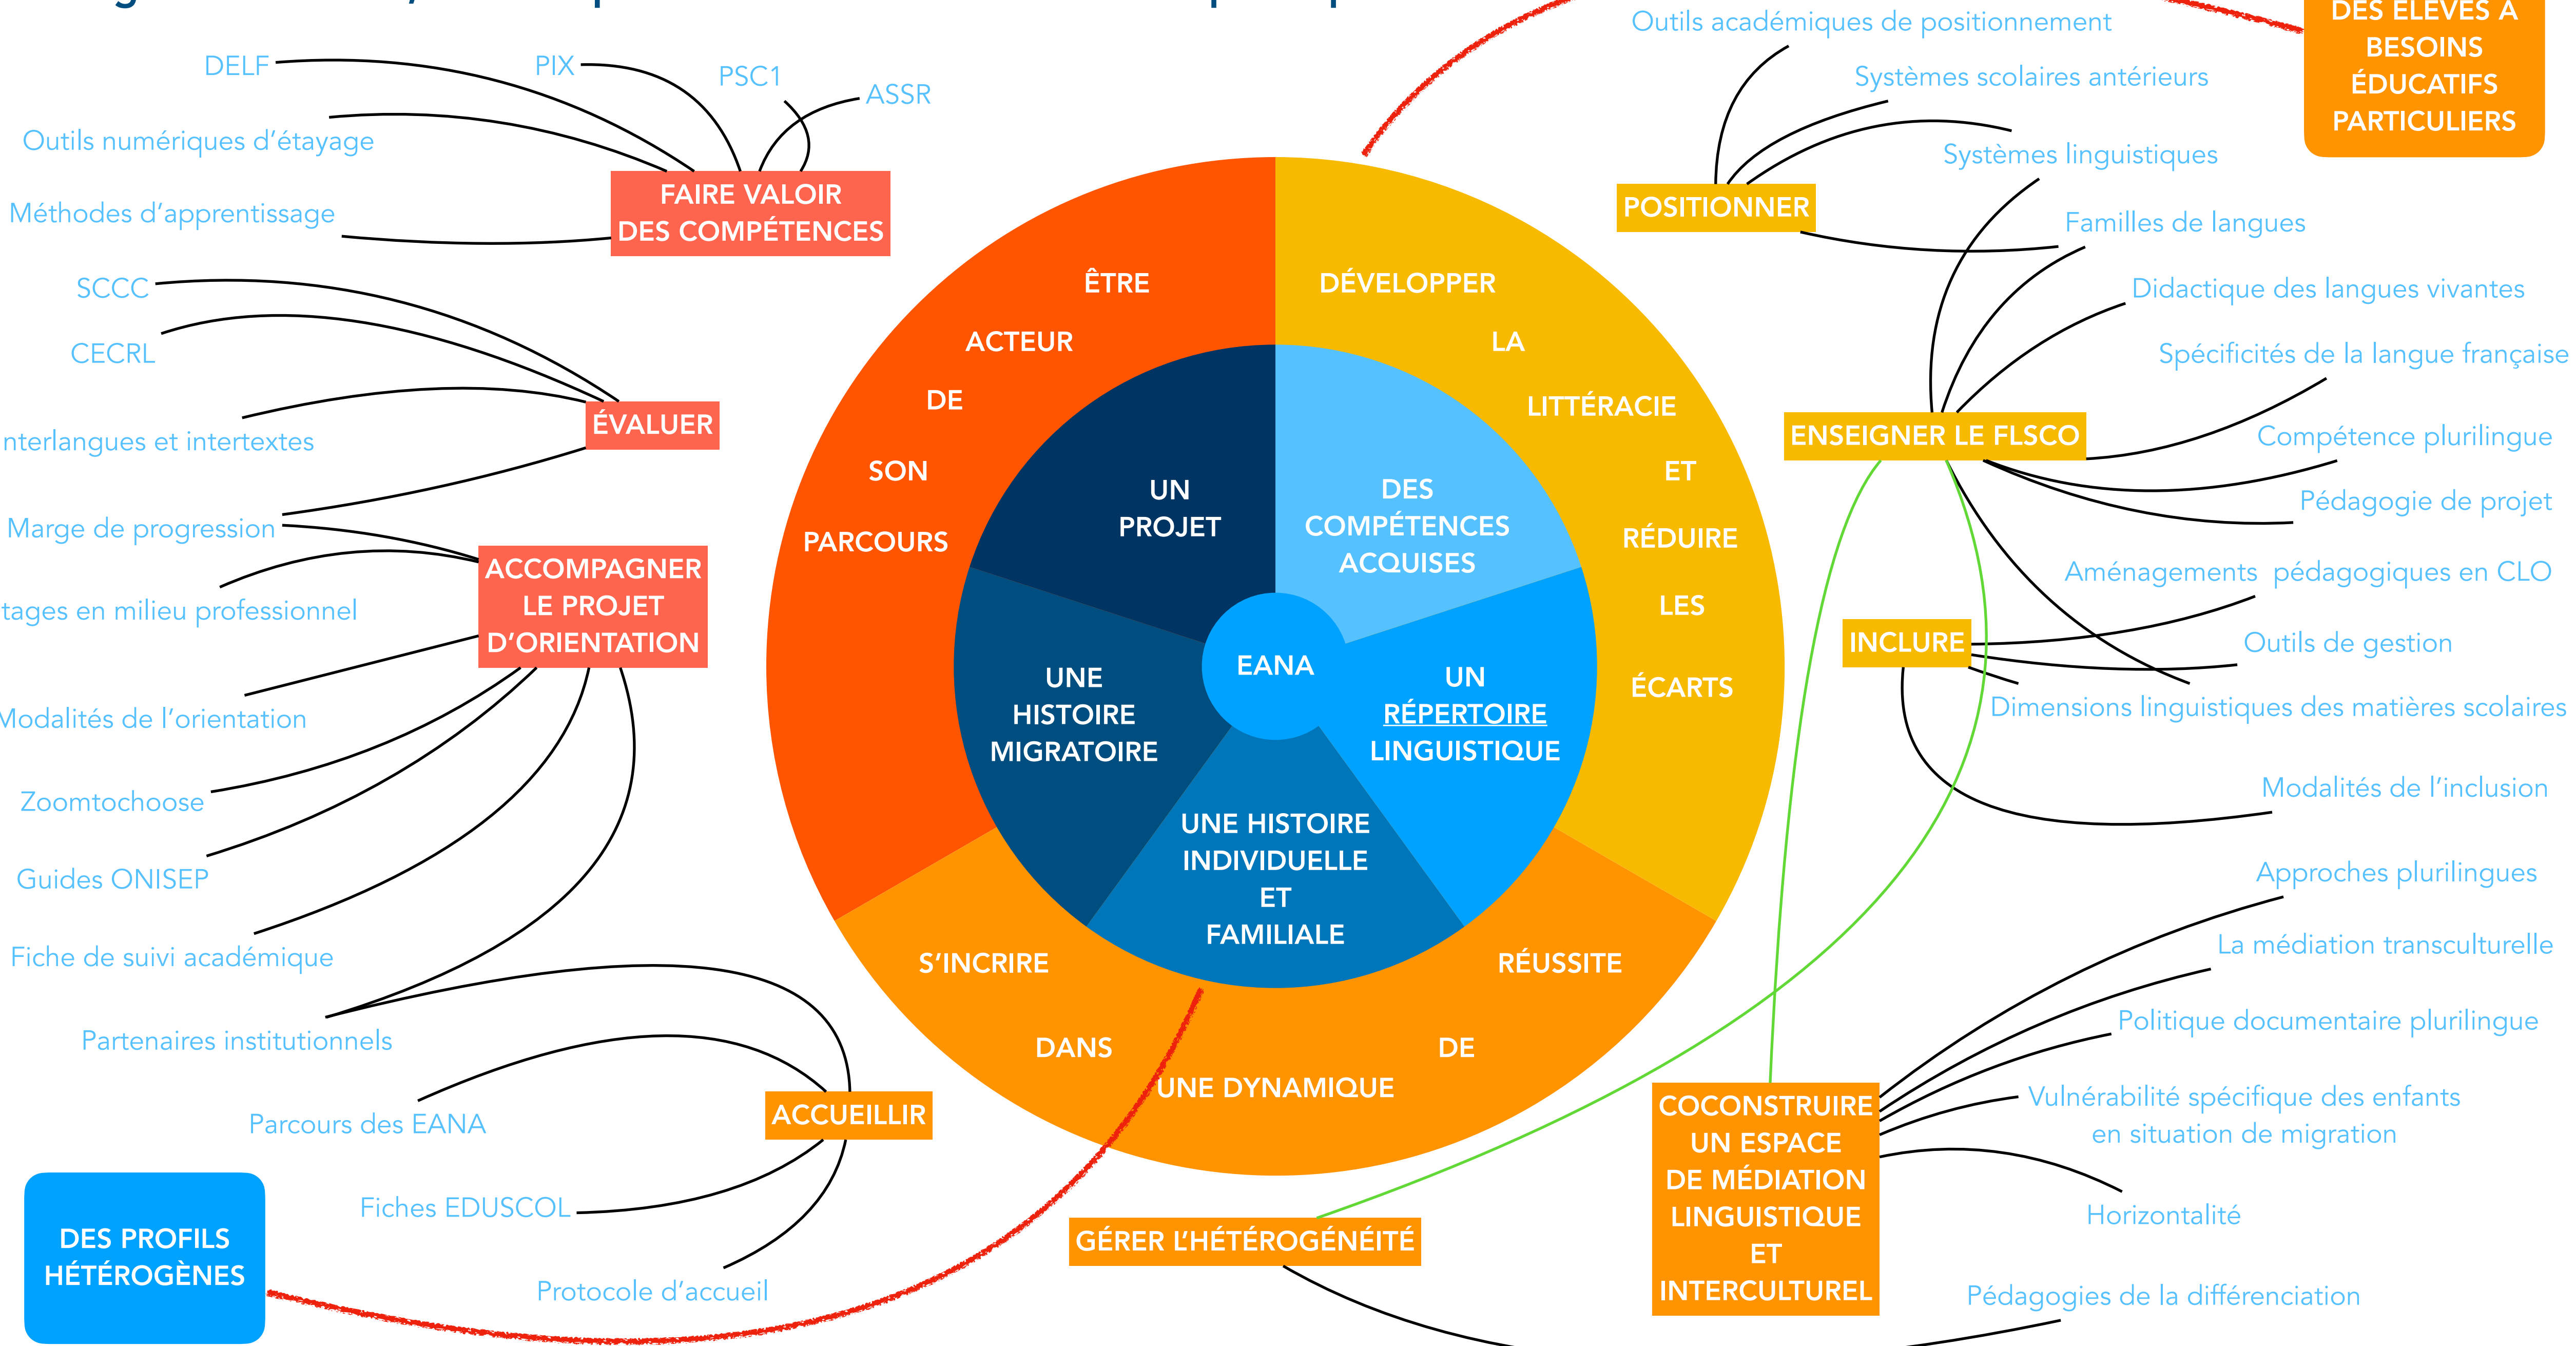 DES ÉLÈVES À
BESOINS
ÉDUCATIFS
PARTICULIERS
DELF
PIX
PSC1
ASSR
Outils numériques d’étayage
Méthodes d’apprentissage
FAIRE VALOIR
DES COMPÉTENCES
SCCC
CECRL
nterlangues et intertextes
Marge de progression
ÉVALUER
ACCOMPAGNER
LE PROJET
D’ORIENTATION
tages en milieu professionnel
Modalités de l’orientation
Zoomtochoose
Guides ONISEP
Fiche de suivi académique
Partenaires institutionnels
Parcours des EANA
ACCUEILLIR
Fiches EDUSCOL
Protocole d’accueil
DES PROFILS
HÉTÉROGÈNES
ÊTRE
ACTEUR
DE
SON
PARCOURS
DÉVELOPPER
LA
LITTÉRACIE
ET
RÉDUIRE
LES
ÉCARTS
S’INCRIRE
DANS
UNE DYNAMIQUE
DE
RÉUSSITE
UN
PROJET
DES
COMPÉTENCES
ACQUISES
EANA
UNE
HISTOIRE
MIGRATOIRE
UN
RÉPERTOIRE
LINGUISTIQUE
UNE HISTOIRE
INDIVIDUELLE
ET
FAMILIALE
Outils académiques de positionnement
Systèmes scolaires antérieurs
Systèmes linguistiques
POSITIONNER
Familles de langues
Didactique des langues vivantes
Spécificités de la langue française
ENSEIGNER LE FLSCO
Compétence plurilingue
Pédagogie de projet
Aménagements  pédagogiques en CLO
INCLURE
Outils de gestion
Dimensions linguistiques des matières scolaires
Modalités de l’inclusion
Approches plurilingues
La médiation transculturelle
Politique documentaire plurilingue
Vulnérabilité spécifique des enfants
en situation de migration
Horizontalité
COCONSTRUIRE
UN ESPACE
DE MÉDIATION
LINGUISTIQUE
ET
INTERCULTUREL
GÉRER L’HÉTÉROGÉNÉITÉ
Pédagogies de la différenciation